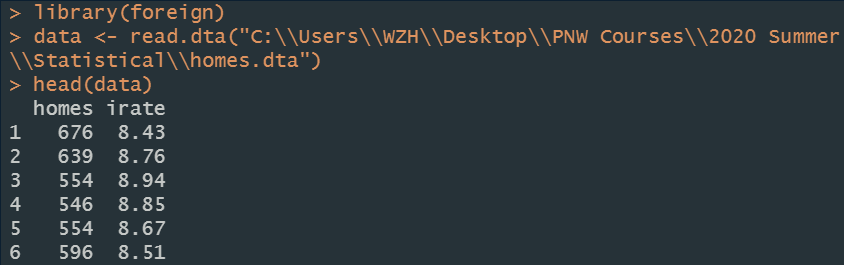 > library(foreign)
> data <- read.dta("C:\\Users\\WZH\\Desktop\\PNW Courses\\2020 Summer
\\Statistical\\homes.dta")
> head(data)
  homes irate
1   676  8.43
2   639  8.76
3   554  8.94
4   546  8.85
5   554  8.67
6   596  8.51